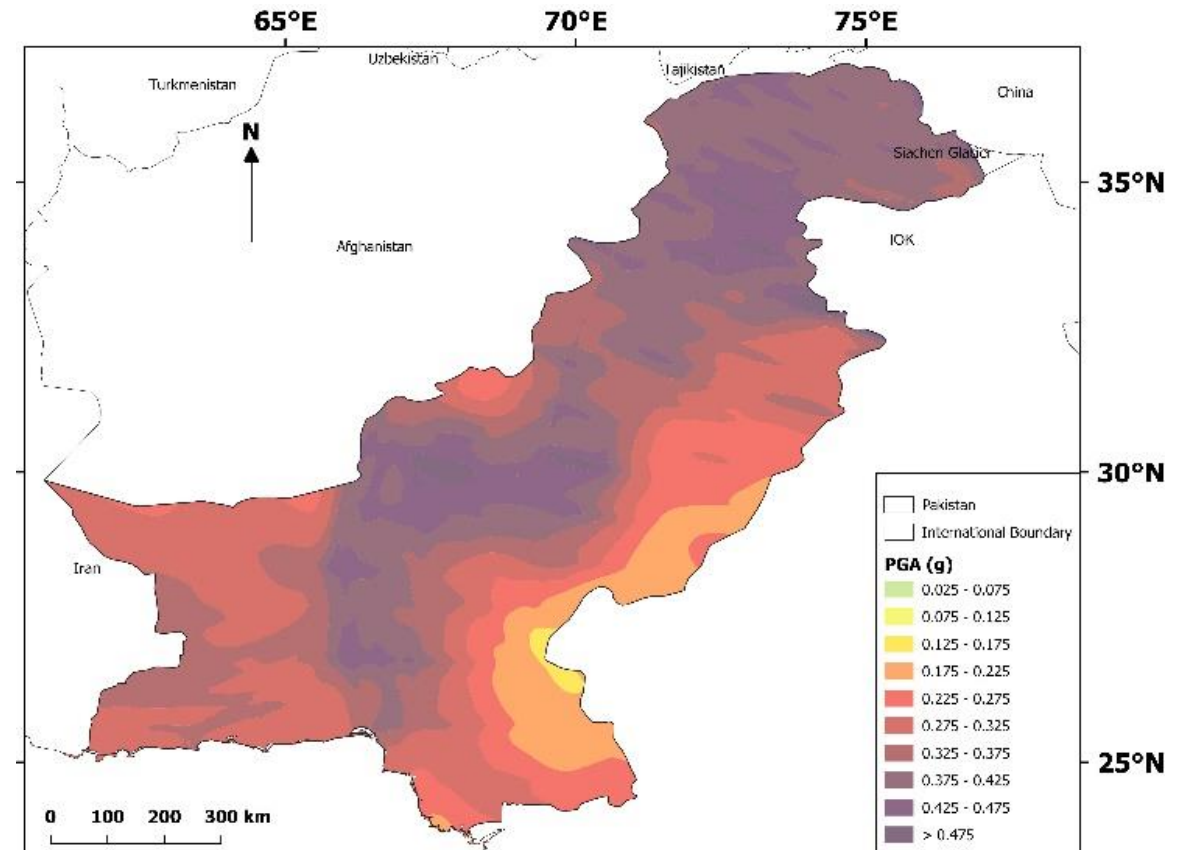 65°E 70°E 75°E
Uzbekistan
Tajikistan
Turkmenistan
China
N
Siachen Glacier
35°N
IOK
Afghanistan
30°N
Pakistan
International Boundary
Iran
PGA (g)
0.025 - 0.075
0.075 - 0.125
0.125 - 0.175
0.175 - 0.225
0.225 - 0.275
0.275 - 0.325
0.325 - 0.375
25°N
0.375 - 0.425
0.425 - 0.475
> 0.475
0 100 200 300 km